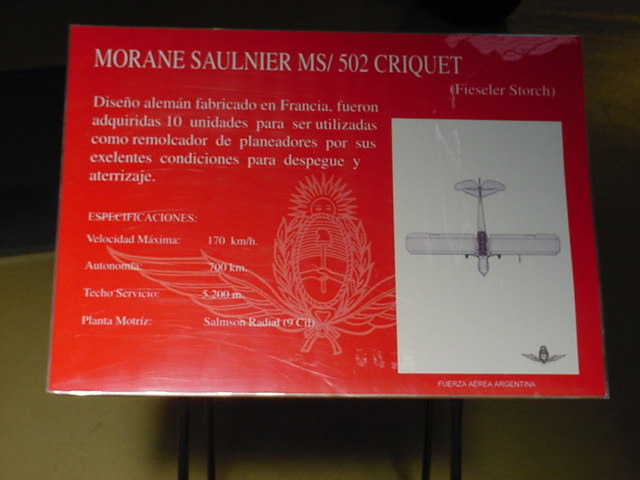 MORANE SAULNIER MS/ 502 CRIQUET
(Fieseler Storch)
Diseño alemán fabricado en Francia, fueron
adquiridas 10 unidades para ser utilizadas
como remolcador de planeadores por sus
exelentes condiciones para despegue y
aterrizaje.
ESPECIFICACIONES:
Velocidad Máxima: 170 km/h.
Autonomía: 700 km.
Techo Servicio: 5.200 m.
Planta Motríz: Salmson Radial (9 Cil)
FUERZA AÉREA ARGENTINA